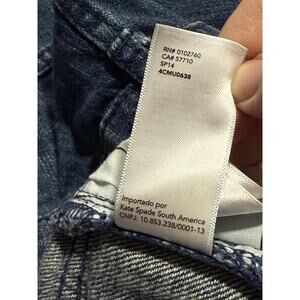 RN# 0102760
CA# 57710
SP14
4CMU0638
Importado por
Kate Spade South America
CNPJ: 10.853.238/0001-13